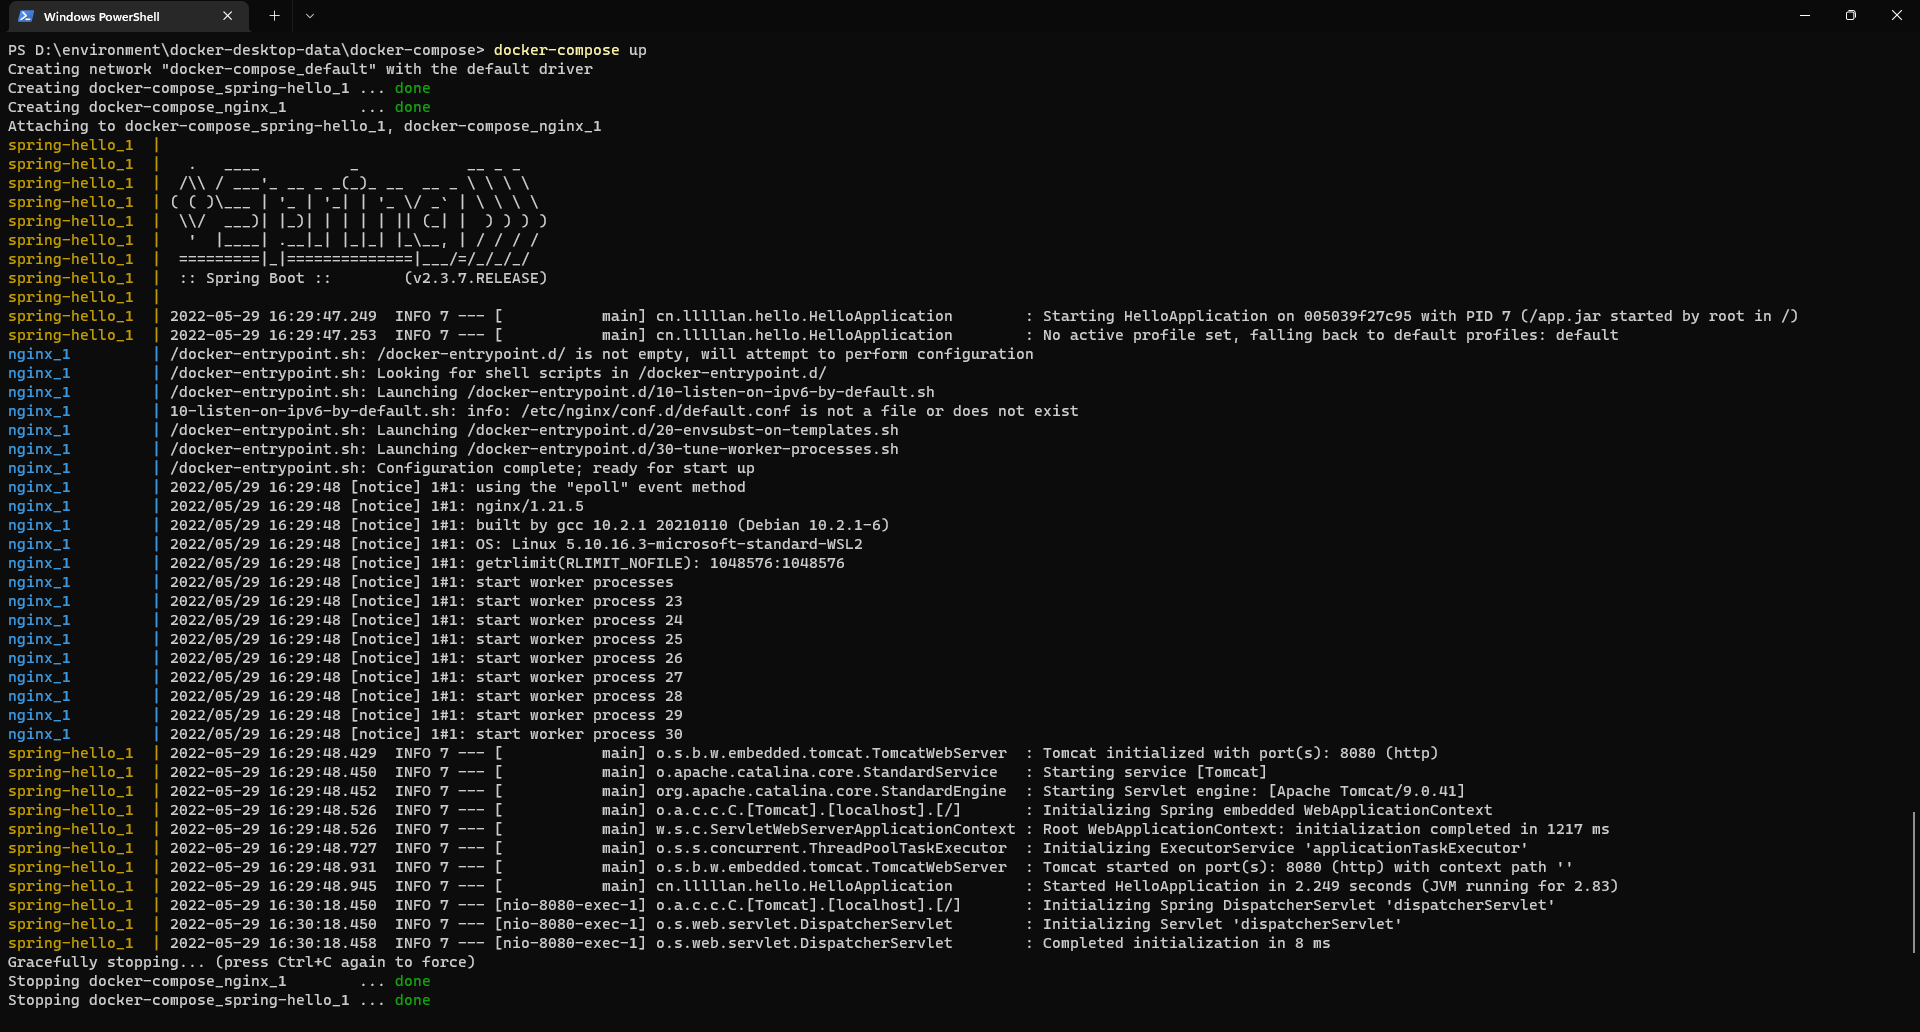 Windows PowerShell
PS D:\environment\docker-desktop-data\docker-compose> docker-compose up
Creating network "docker-compose_default" with the default driver
Creating docker-compose_spring-hello_1 ... done
Creating docker-compose_nginx_1        ... done
Attaching to docker-compose_spring-hello_1, docker-compose_nginx_1
spring-hello_1  |
spring-hello_1  |   .   ____          _            __ _ _
spring-hello_1  |  /\\ / ___'_ __ _ _(_)_ __  __ _ \ \ \ \
spring-hello_1  | ( ( )\___ | '_ | '_| | '_ \/ _` | \ \ \ \
spring-hello_1  |  \\/  ___)| |_)| | | | | || (_| |  ) ) ) )
spring-hello_1  |   '  |____| .__|_| |_|_| |_\__, | / / / /
spring-hello_1  |  =========|_|==============|___/=/_/_/_/
spring-hello_1  |  :: Spring Boot ::        (v2.3.7.RELEASE)
spring-hello_1  |
spring-hello_1  | 2022-05-29 16:29:47.249  INFO 7 --- [           main] cn.lllllan.hello.HelloApplication        : Starting HelloApplication on 005039f27c95 with PID 7 (/app.jar started by root in /)
spring-hello_1  | 2022-05-29 16:29:47.253  INFO 7 --- [           main] cn.lllllan.hello.HelloApplication        : No active profile set, falling back to default profiles: default
nginx_1         | /docker-entrypoint.sh: /docker-entrypoint.d/ is not empty, will attempt to perform configuration
nginx_1         | /docker-entrypoint.sh: Looking for shell scripts in /docker-entrypoint.d/
nginx_1         | /docker-entrypoint.sh: Launching /docker-entrypoint.d/10-listen-on-ipv6-by-default.sh
nginx_1         | 10-listen-on-ipv6-by-default.sh: info: /etc/nginx/conf.d/default.conf is not a file or does not exist
nginx_1         | /docker-entrypoint.sh: Launching /docker-entrypoint.d/20-envsubst-on-templates.sh
nginx_1         | /docker-entrypoint.sh: Launching /docker-entrypoint.d/30-tune-worker-processes.sh
nginx_1         | /docker-entrypoint.sh: Configuration complete; ready for start up
nginx_1         | 2022/05/29 16:29:48 [notice] 1#1: using the "epoll" event method
nginx_1         | 2022/05/29 16:29:48 [notice] 1#1: nginx/1.21.5
nginx_1         | 2022/05/29 16:29:48 [notice] 1#1: built by gcc 10.2.1 20210110 (Debian 10.2.1-6)
nginx_1         | 2022/05/29 16:29:48 [notice] 1#1: OS: Linux 5.10.16.3-microsoft-standard-WSL2
nginx_1         | 2022/05/29 16:29:48 [notice] 1#1: getrlimit(RLIMIT_NOFILE): 1048576:1048576
nginx_1         | 2022/05/29 16:29:48 [notice] 1#1: start worker processes
nginx_1         | 2022/05/29 16:29:48 [notice] 1#1: start worker process 23
nginx_1         | 2022/05/29 16:29:48 [notice] 1#1: start worker process 24
nginx_1         | 2022/05/29 16:29:48 [notice] 1#1: start worker process 25
nginx_1         | 2022/05/29 16:29:48 [notice] 1#1: start worker process 26
nginx_1         | 2022/05/29 16:29:48 [notice] 1#1: start worker process 27
nginx_1         | 2022/05/29 16:29:48 [notice] 1#1: start worker process 28
nginx_1         | 2022/05/29 16:29:48 [notice] 1#1: start worker process 29
nginx_1         | 2022/05/29 16:29:48 [notice] 1#1: start worker process 30
spring-hello_1  | 2022-05-29 16:29:48.429  INFO 7 --- [           main] o.s.b.w.embedded.tomcat.TomcatWebServer  : Tomcat initialized with port(s): 8080 (http)
spring-hello_1  | 2022-05-29 16:29:48.450  INFO 7 --- [           main] o.apache.catalina.core.StandardService   : Starting service [Tomcat]
spring-hello_1  | 2022-05-29 16:29:48.452  INFO 7 --- [           main] org.apache.catalina.core.StandardEngine  : Starting Servlet engine: [Apache Tomcat/9.0.41]
spring-hello_1  | 2022-05-29 16:29:48.526  INFO 7 --- [           main] o.a.c.c.C.[Tomcat].[localhost].[/]       : Initializing Spring embedded WebApplicationContext
spring-hello_1  | 2022-05-29 16:29:48.526  INFO 7 --- [           main] w.s.c.ServletWebServerApplicationContext : Root WebApplicationContext: initialization completed in 1217 ms
spring-hello_1  | 2022-05-29 16:29:48.727  INFO 7 --- [           main] o.s.s.concurrent.ThreadPoolTaskExecutor  : Initializing ExecutorService 'applicationTaskExecutor'
spring-hello_1  | 2022-05-29 16:29:48.931  INFO 7 --- [           main] o.s.b.w.embedded.tomcat.TomcatWebServer  : Tomcat started on port(s): 8080 (http) with context path ''
spring-hello_1  | 2022-05-29 16:29:48.945  INFO 7 --- [           main] cn.lllllan.hello.HelloApplication        : Started HelloApplication in 2.249 seconds (JVM running for 2.83)
spring-hello_1  | 2022-05-29 16:30:18.450  INFO 7 --- [nio-8080-exec-1] o.a.c.c.C.[Tomcat].[localhost].[/]       : Initializing Spring DispatcherServlet 'dispatcherServlet'
spring-hello_1  | 2022-05-29 16:30:18.450  INFO 7 --- [nio-8080-exec-1] o.s.web.servlet.DispatcherServlet        : Initializing Servlet 'dispatcherServlet'
spring-hello_1  | 2022-05-29 16:30:18.458  INFO 7 --- [nio-8080-exec-1] o.s.web.servlet.DispatcherServlet        : Completed initialization in 8 ms
Gracefully stopping... (press Ctrl+C again to force)
Stopping docker-compose_nginx_1        ... done
Stopping docker-compose_spring-hello_1 ... done